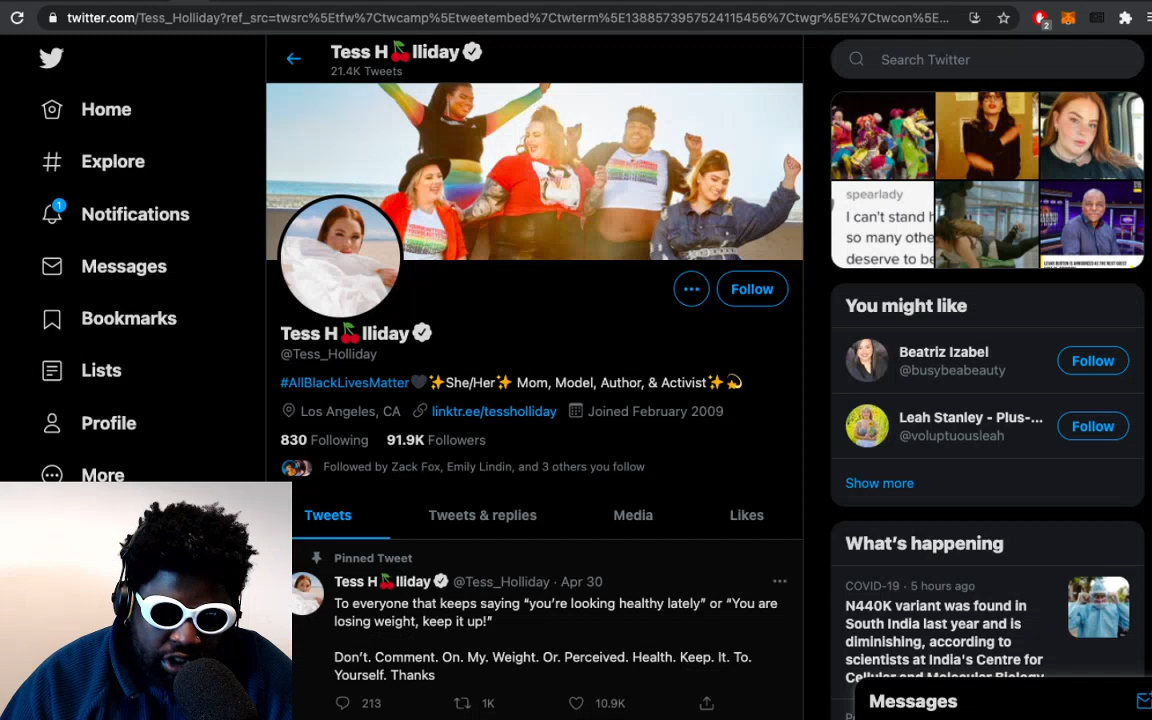 twitter.com/Tess_Holliday?ref_src=twsrc%5Etfw%7Ctwcamp%5Etweetembed%7Ctwterm%5E1388573957524115456%7Ctwgr%5E%7Ctwcon%5E...
2
Tess H🍒lliday
21.4K Tweets
Search Twitter
Home
Explore
1
Notifications
Messages
Bookmarks
Lists
Profile
More
spearlady
I can't stand
so many othe
deserve to be
Follow
Tess H🍒lliday
@Tess_Holliday
#AllBlackLivesMatter🖤✨She/Her✨ Mom, Model, Author, & Activist✨💫
Los Angeles, CA linktr.ee/tessholliday Joined February 2009
830 Following 91.9K Followers
Followed by Zack Fox, Emily Lindin, and 3 others you follow
Tweets Tweets & replies Media Likes
Pinned Tweet
Tess H🍒lliday @Tess_Holliday · Apr 30
To everyone that keeps saying “you're looking healthy lately” or “You are
losing weight, keep it up!”
Don't. Comment. On. My. Weight. Or. Perceived. Health. Keep. It. To.
Yourself. Thanks
213 1K 10.9K
You might like
Beatriz Izabel
@busybeabeauty
Follow
Leah Stanley - Plus-...
@voluptuousleah
Follow
Show more
What's happening
COVID-19 · 5 hours ago
N440K variant was found in
South India last year and is
diminishing, according to
scientists at India's Centre for
Cellular and Molecular Biology
Messages